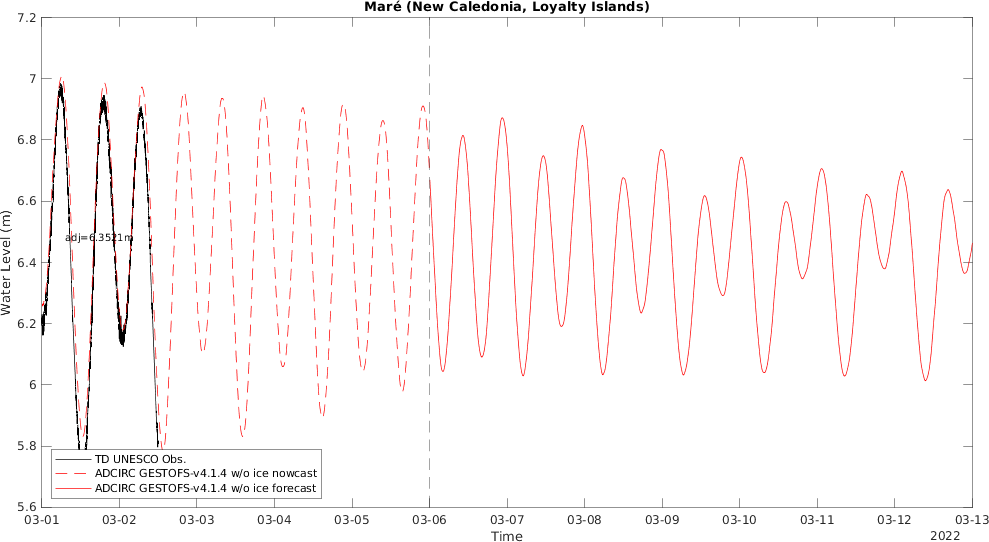 Maré (New Caledonia, Loyalty Islands)
7.2
7
6.8
6.6
6.4
6.2
6
5.8
5.6
Water Level (m)
adj=6.3521m
TD UNESCO Obs.
ADCIRC GESTOFS-v4.1.4 w/o ice nowcast
ADCIRC GESTOFS-v4.1.4 w/o ice forecast
03-01 03-02 03-03 03-04 03-05 03-06 03-07 03-08 03-09 03-10 03-11 03-12 03-13
Time
2022